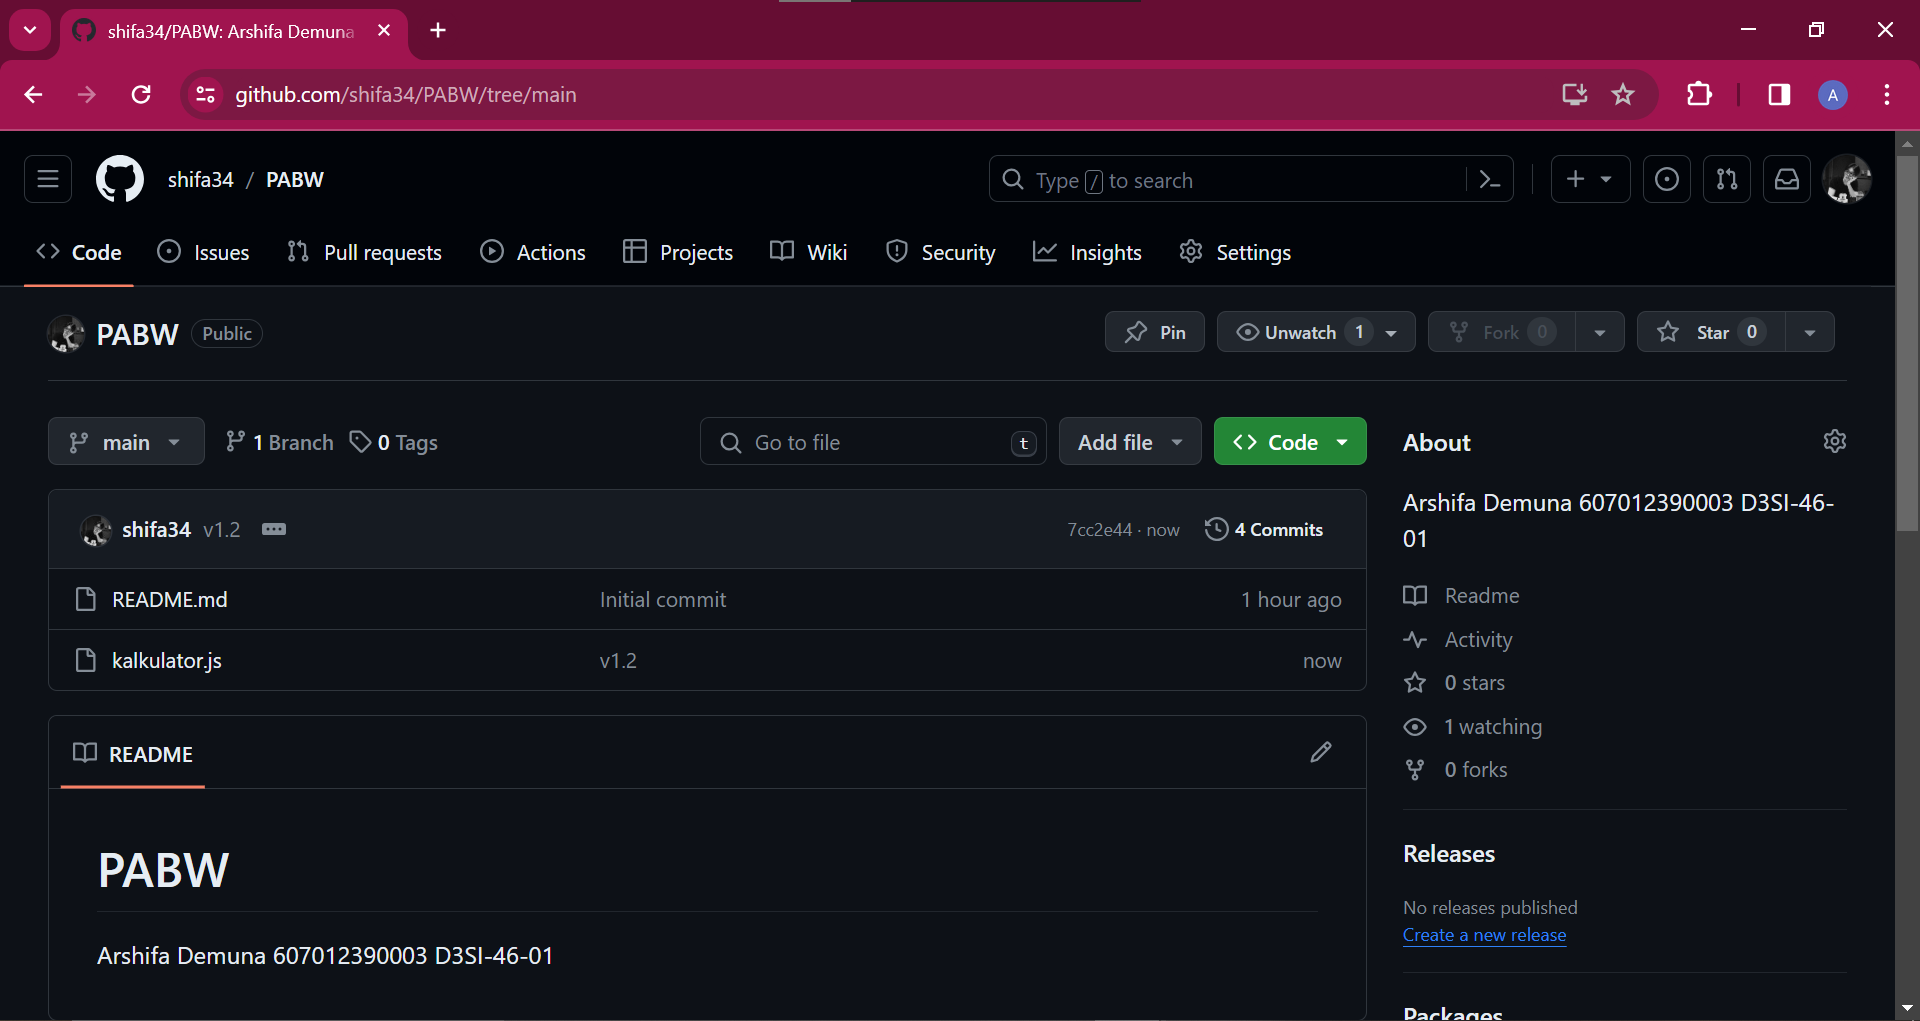 shifa34/PABW: Arshifa Demuna
github.com/shifa34/PABW/tree/main
A
shifa34 / PABW
Type / to search
Code Issues Pull requests Actions Projects Wiki Security Insights Settings
PABW Public
Pin Unwatch 1 Fork 0 Star 0
main 1 Branch 0 Tags
Go to file t
Add file
Code
shifa34 v1.2
7cc2e44 · now
4 Commits
README.md Initial commit 1 hour ago
kalkulator.js v1.2 now
README
PABW
Arshifa Demuna 607012390003 D3SI-46-01
About
Arshifa Demuna 607012390003 D3SI-46-
01
Readme
Activity
0 stars
1 watching
0 forks
Releases
No releases published
Create a new release
Packages